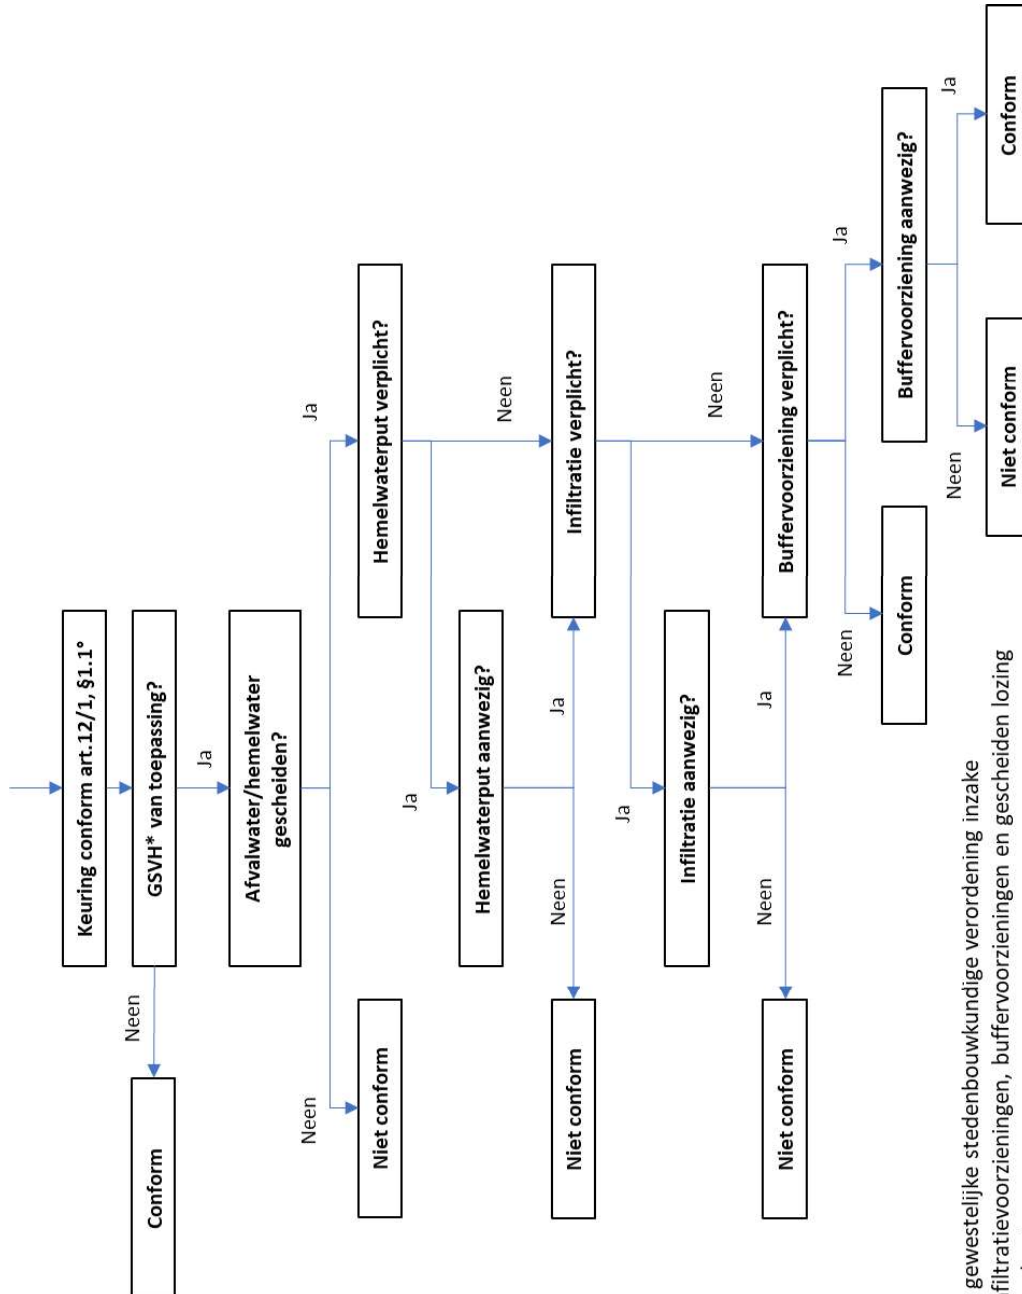 Keuring conform art.12/1, §1.1°
GSVH* van toepassing?
Neen
Conform
Ja
Afvalwater/hemelwater
gescheiden?
Neen
Ja
Niet conform
Hemelwaterput verplicht?
Ja
Neen
Hemelwaterput aanwezig?
Neen
Ja
Niet conform
Infiltratie verplicht?
Ja
Neen
Infiltratie aanwezig?
Neen
Ja
Niet conform
Buffervoorziening verplicht?
Neen
Ja
Conform
Buffervoorziening aanwezig?
Neen
Ja
Niet conform
Conform
gewestelijke stedenbouwkundige verordening inzake
filtratievoorzieningen, buffervoorzieningen en gescheiden lozing